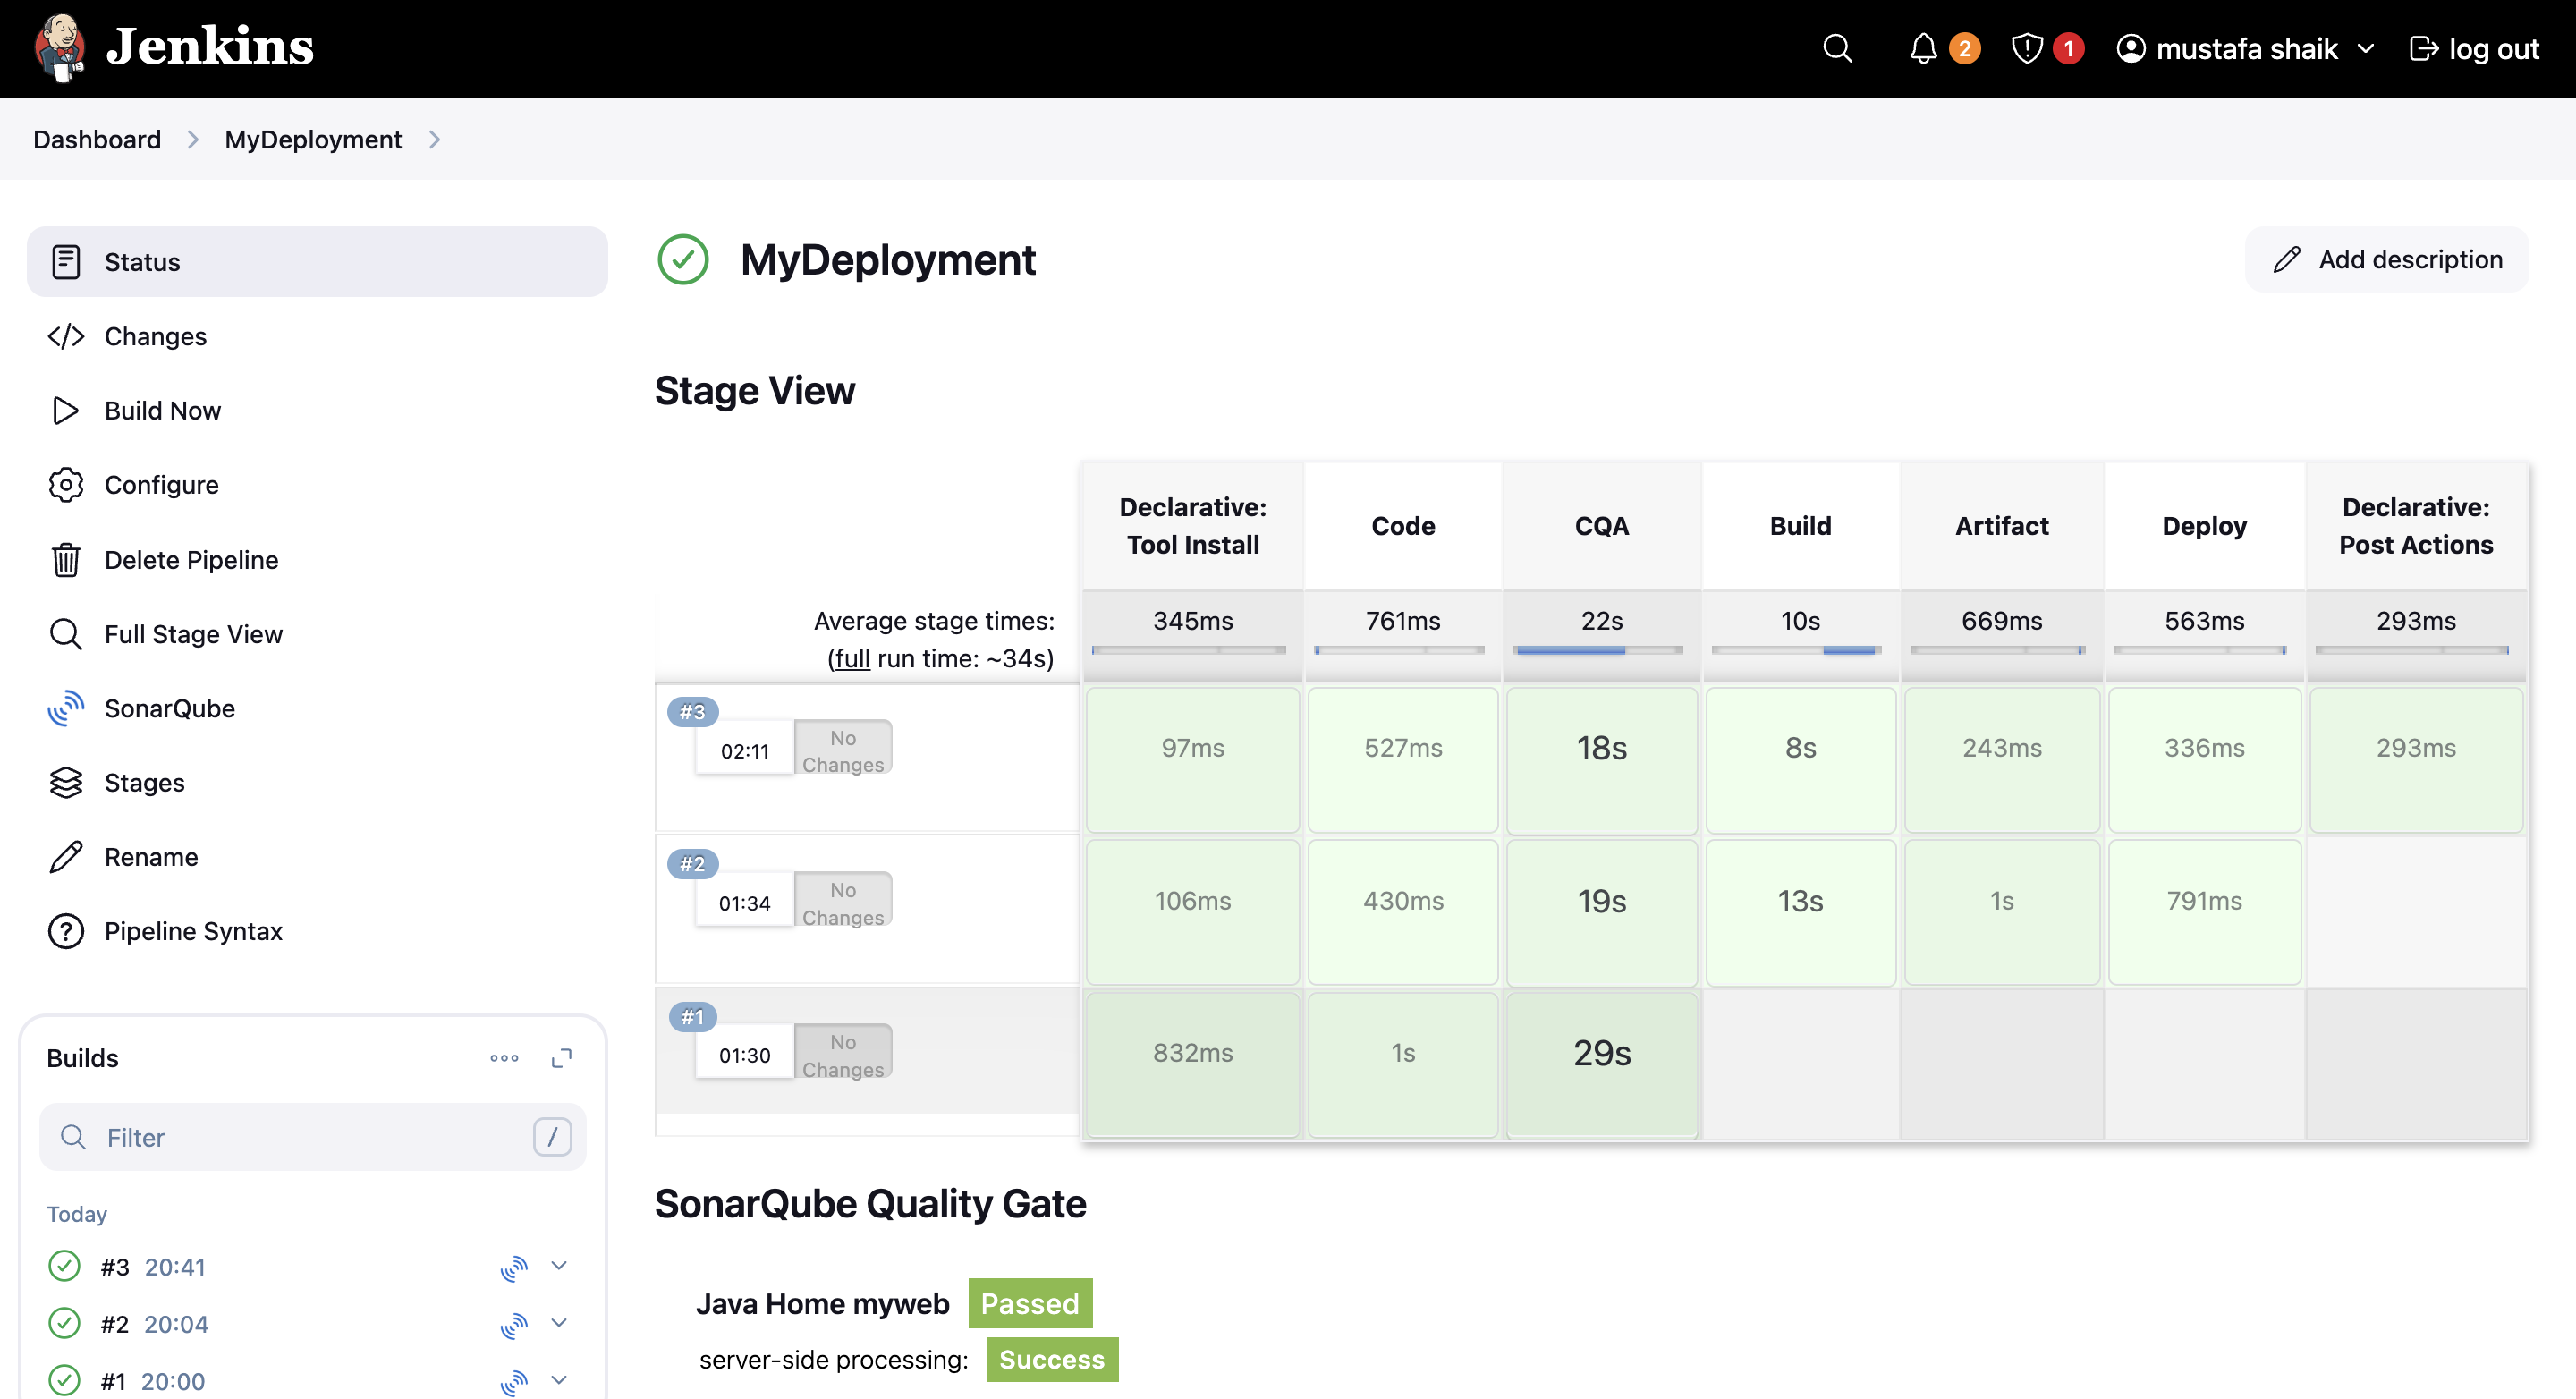 Jenkins
2
1
mustafa shaik
log out
Dashboard
MyDeployment
Status
Changes
Build Now
Configure
Delete Pipeline
Full Stage View
SonarQube
Stages
Rename
Pipeline Syntax
Builds
Filter
/
Today
#3 20:41
#2 20:04
#1 20:00
MyDeployment
Add description
Stage View
Declarative: Tool Install
Code
CQA
Build
Artifact
Deploy
Declarative: Post Actions
Average stage times:
(full run time: ~34s)
345ms 761ms 22s 10s 669ms 563ms 293ms
#3
02:11
No Changes
97ms 527ms 18s 8s 243ms 336ms 293ms
#2
01:34
No Changes
106ms 430ms 19s 13s 1s 791ms
#1
01:30
No Changes
832ms 1s 29s
SonarQube Quality Gate
Java Home myweb Passed
server-side processing: Success